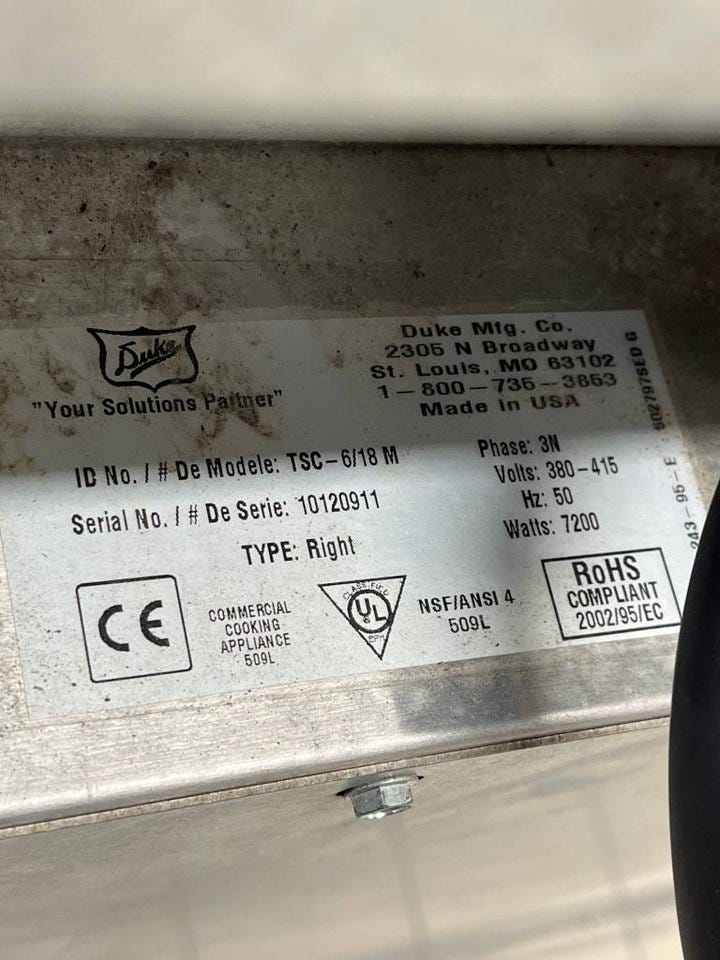 Duke
"Your Solutions Partner"
Duke Mfg. Co.
2305 N Broadway
St. Louis, MO 63102
1-800-735-3853
Made in USA
ID No. / # De Modele: TSC-6/18 M
Serial No. / # De Serie: 10120911
TYPE: Right
Phase: 3N
Volts: 380-415
Hz: 50
Watts: 7200
CE
COMMERCIAL
COOKING
APPLIANCE
509L
CLASSIFIED
UL
EPH
NSF/ANSI 4
509L
RoHS
COMPLIANT
2002/95/EC